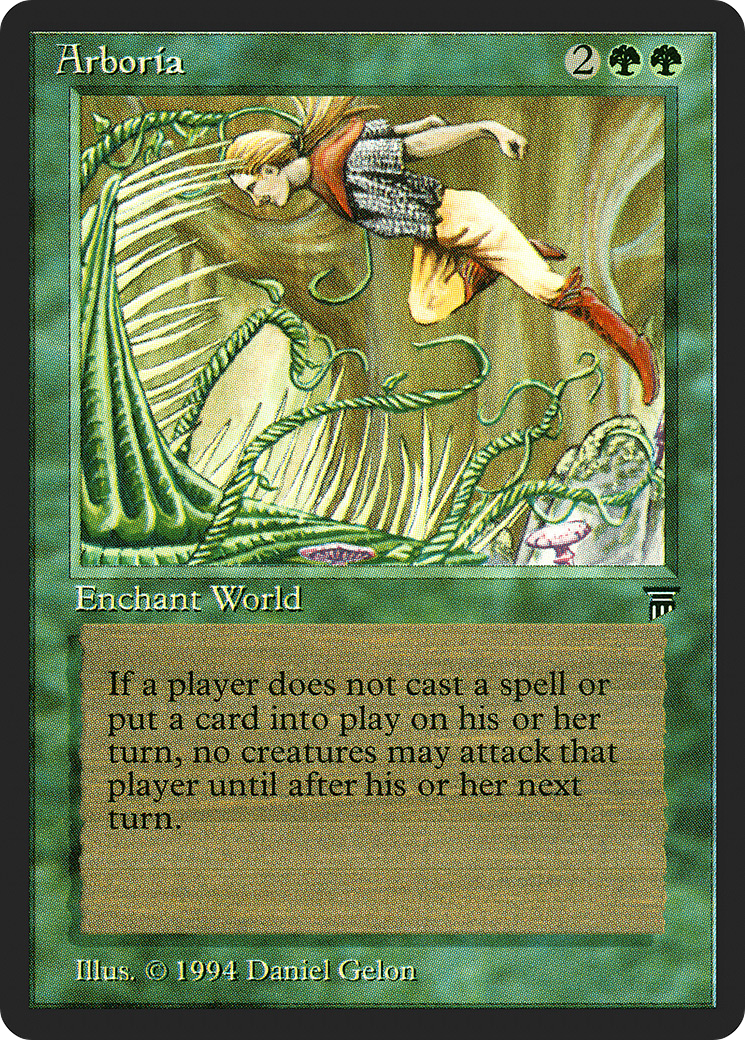 Arboria 2
Enchant World
If a player does not cast a spell or
put a card into play on his or her
turn, no creatures may attack that
player until after his or her next
turn.
Illus. © 1994 Daniel Gelon